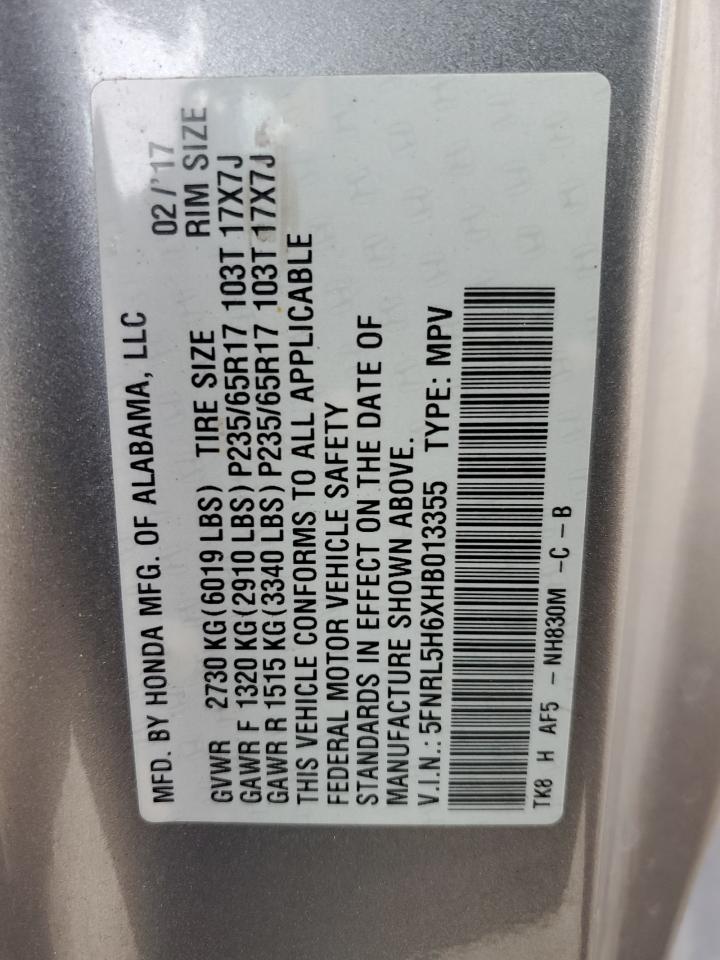 MFD. BY HONDA MFG. OF ALABAMA, LLC 02/'17
GVWR 2730 KG(6019 LBS) TIRE SIZE RIM SIZE
GAWR F 1320 KG(2910 LBS) P235/65R17 103T 17X7J
GAWR R 1515 KG(3340 LBS) P235/65R17 103T 17X7J
THIS VEHICLE CONFORMS TO ALL APPLICABLE
FEDERAL MOTOR VEHICLE SAFETY
STANDARDS IN EFFECT ON THE DATE OF
MANUFACTURE SHOWN ABOVE.
V.I.N.: 5FNRL5H6XHB013355 TYPE: MPV
TK8 H AF5 - NH830M -C-B